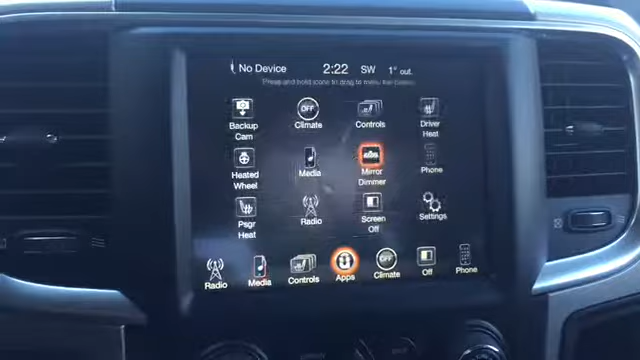 No Device 2:22 SW 1° out.
Press and hold icons to drag to menu bar below.
Backup Cam
OFF
Climate
Controls
Driver Heat
Heated Wheel
Media
Mirror Dimmer
Phone
Psgr Heat
Radio
Screen Off
Settings
Radio
Media
Controls
Apps
OFF
Climate
Off
Phone